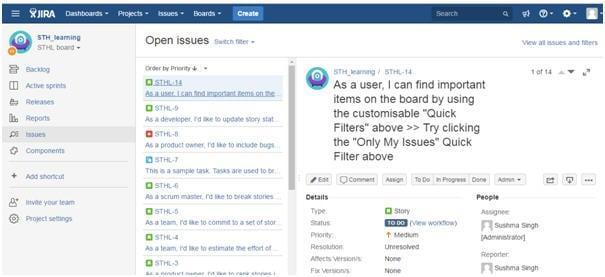 JIRA Dashboards Projects Issues Boards Create Search
STH_learning
STHL board
Backlog
Active sprints
Releases
Reports
Issues
Components
Add shortcut
Invite your team
Project settings
Open issues Switch filter View all issues and filters
Order by Priority
STHL-14
As a user, I can find important items on the...
STHL-9
As a developer, I'd like to update story stat...
STHL-8
As a product owner, I'd like to include bugs...
STHL-7
This is a sample task. Tasks are used to br...
STHL-6
As a scrum master, I'd like to break stories...
STHL-5
As a team, I'd like to commit to a set of stor...
STHL-4
As a team, I'd like to estimate the effort of...
STHL-3
As a product owner, I'd like to rank stories i...
STH_learning / STHL-14 1 of 14
As a user, I can find important
items on the board by using
the customisable "Quick
Filters" above >> Try clicking
the "Only My Issues" Quick
Filter above
Edit Comment Assign To Do In Progress Done Admin
Details
Type: Story
Status: TO DO (View workflow)
Priority: Medium
Resolution: Unresolved
Affects Version/s: None
Fix Version/s: None
People
Assignee:
Sushma Singh
[Administrator]
Reporter:
Sushma Singh